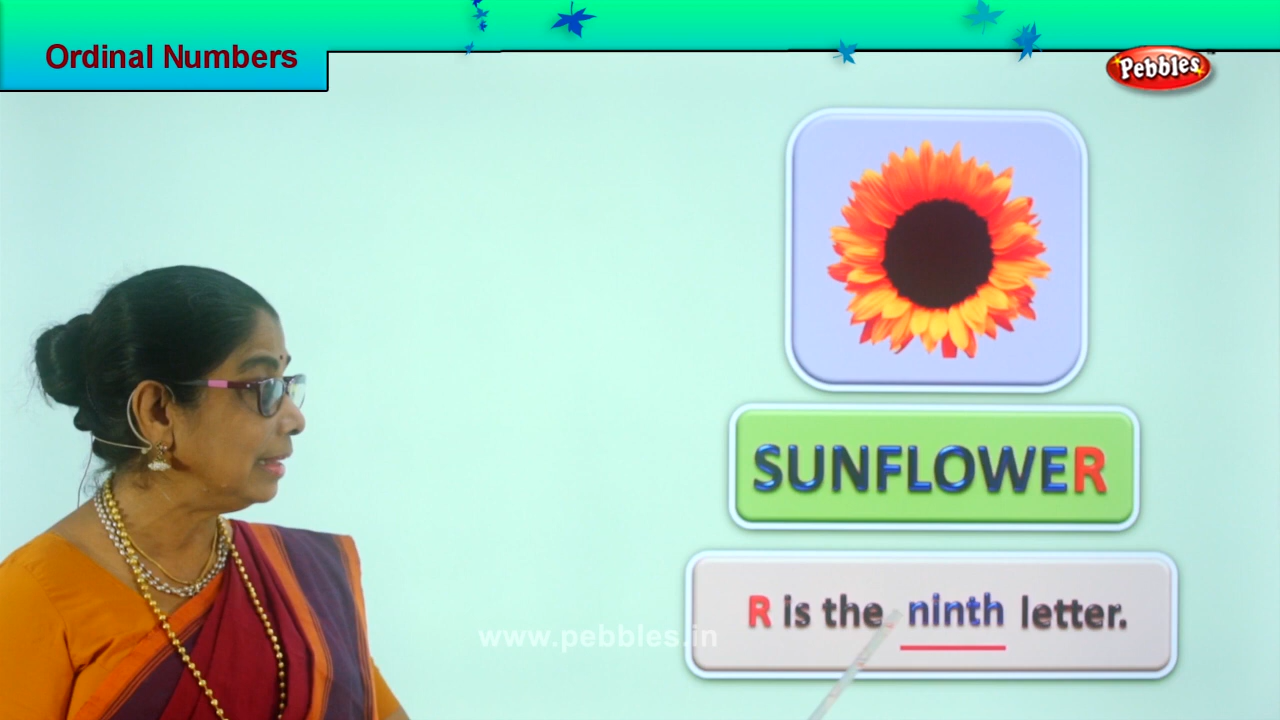 Ordinal Numbers
Pebbles
SUNFLOWER
R is the ninth letter.
www.pebbles.in